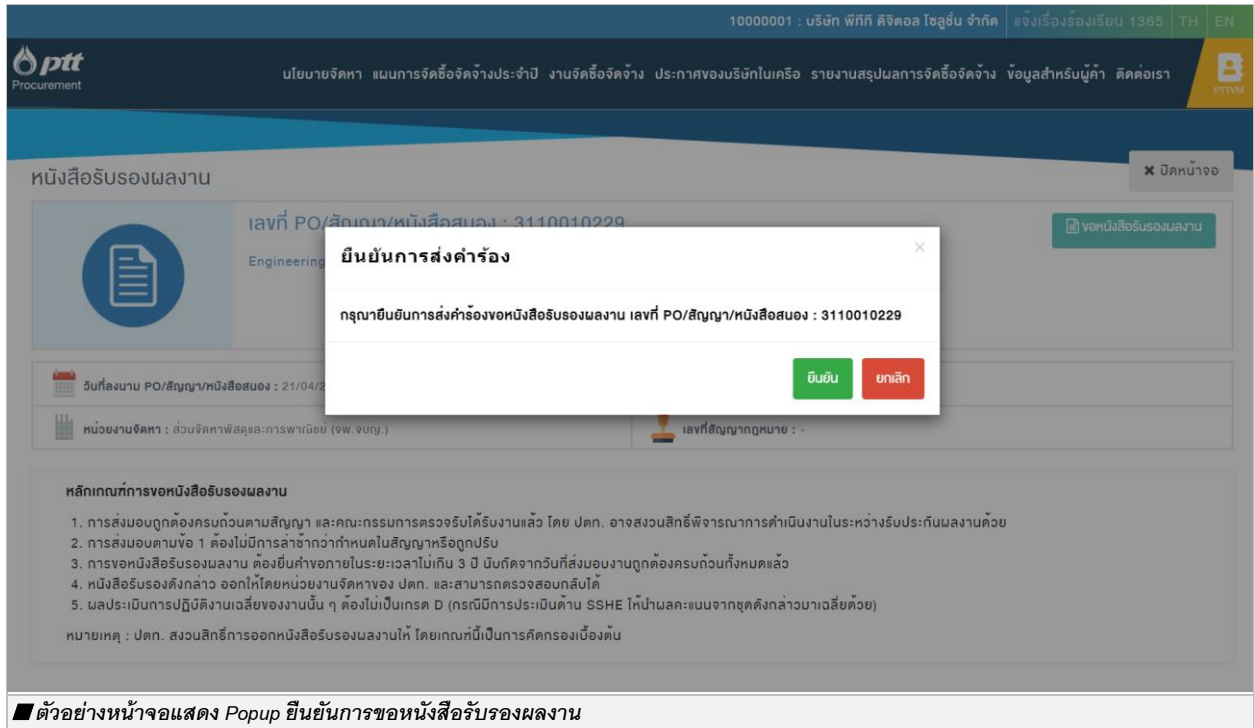 10000001 : บริษัท พีทีที ดิจิตอล โซลูชั่น จำกัด แจ้งเรื่องร้องเรียน 1365 TH EN
ptt
Procurement
นโยบายจัดหา แผนการจัดซื้อจัดจ้างประจำปี งานจัดซื้อจัดจ้าง ประกาศของบริษัทในเครือ รายงานสรุปผลการจัดซื้อจัดจ้าง ข้อมูลสำหรับผู้ค้า ติดต่อเรา
PTTVM
หนังสือรับรองผลงาน
✖ ปิดหน้าจอ
เลขที่ PO/สัญญา/หนังสือสนอง : 3110010229
ขอหนังสือรับรองผลงาน
Engineering
ยืนยันการส่งคำร้อง ×
กรุณายืนยันการส่งคำร้องขอหนังสือรับรองผลงาน เลขที่ PO/สัญญา/หนังสือสนอง : 3110010229
ยืนยัน ยกเลิก
วันที่ลงนาม PO/สัญญา/หนังสือสนอง : 21/04/2
หน่วยงานจัดหา : ส่วนจัดหาพัสดุและการพาณิชย์ (จพ.จบญ.)
เลขที่สัญญากฎหมาย : -
หลักเกณฑ์การขอหนังสือรับรองผลงาน
1. การส่งมอบถูกต้องครบถ้วนตามสัญญา และคณะกรรมการตรวจรับได้รับงานแล้ว โดย ปตท. อาจสงวนสิทธิ์พิจารณาการดำเนินงานในระหว่างรับประกันผลงานด้วย
2. การส่งมอบตามข้อ 1 ต้องไม่มีการล่าช้ากว่ากำหนดในสัญญาหรือถูกปรับ
3. การขอหนังสือรับรองผลงาน ต้องยื่นคำขอภายในระยะเวลาไม่เกิน 3 ปี นับถัดจากวันที่ส่งมอบงานถูกต้องครบถ้วนทั้งหมดแล้ว
4. หนังสือรับรองดังกล่าว ออกให้โดยหน่วยงานจัดหาของ ปตท. และสามารถตรวจสอบกลับได้
5. ผลประเมินการปฏิบัติงานเฉลี่ยของงานนั้น ๆ ต้องไม่เป็นเกรด D (กรณีมีการประเมินด้าน SSHE ให้นำผลคะแนนจากชุดดังกล่าวมาเฉลี่ยด้วย)
หมายเหตุ : ปตท. สงวนสิทธิ์การออกหนังสือรับรองผลงานให้ โดยเกณฑ์นี้เป็นการคัดกรองเบื้องต้น
ตัวอย่างหน้าจอแสดง Popup ยืนยันการขอหนังสือรับรองผลงาน